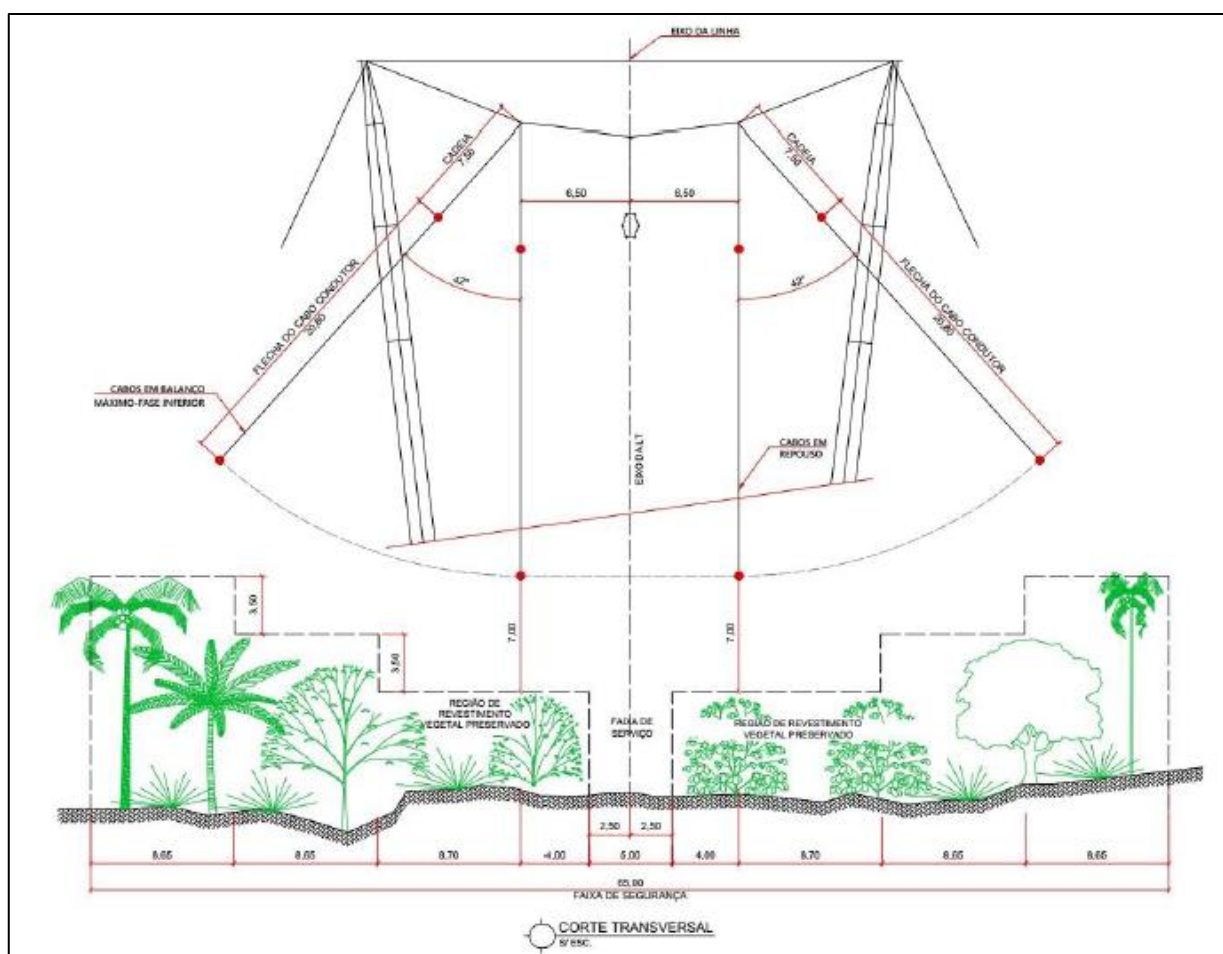 EIXO DA LINHA
CADEIA
7,50
CADEIA
7,50
6,50
6,50
42°
42°
FLECHA DO CABO CONDUTOR
20,60
FLECHA DO CABO CONDUTOR
20,60
CABOS EM BALANCO
MÁXIMO-FASE INFERIOR
EIXO DA LT
CABOS EM
REPOUSO
3,50
3,50
7,00
7,00
REGIÃO DE
REVESTIMENTO
VEGETAL PRESERVADO
FAIXA DE
SERVIÇO
REGIÃO DE REVESTIMENTO
VEGETAL PRESERVADO
2,50
2,50
8,65
8,65
8,70
4,00
5,00
4,00
8,70
8,65
8,65
65,00
FAIXA DE SEGURANÇA
CORTE TRANSVERSAL
S/ ESC.